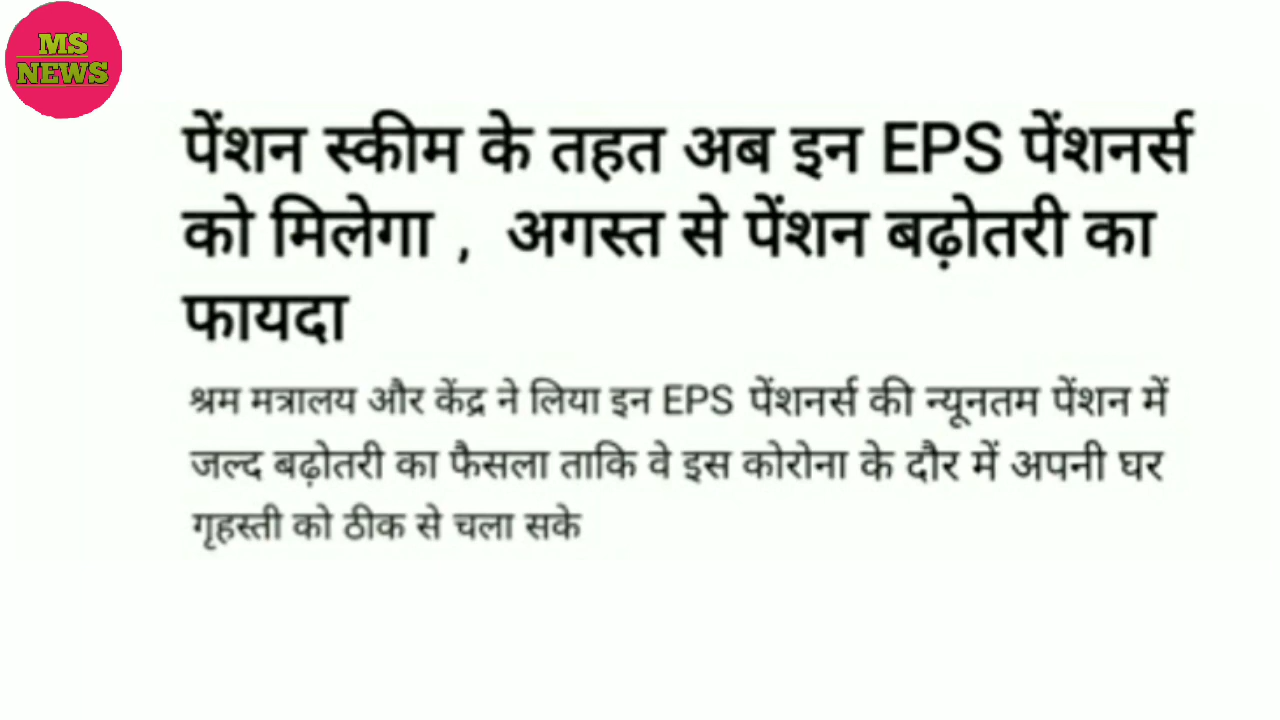 MS
NEWS
पेंशन स्कीम के तहत अब इन EPS पेंशनर्स
को मिलेगा , अगस्त से पेंशन बढ़ोतरी का
फायदा
श्रम मत्रालय और केंद्र ने लिया इन EPS पेंशनर्स की न्यूनतम पेंशन में
जल्द बढ़ोतरी का फैसला ताकि वे इस कोरोना के दौर में अपनी घर
गृहस्ती को ठीक से चला सके